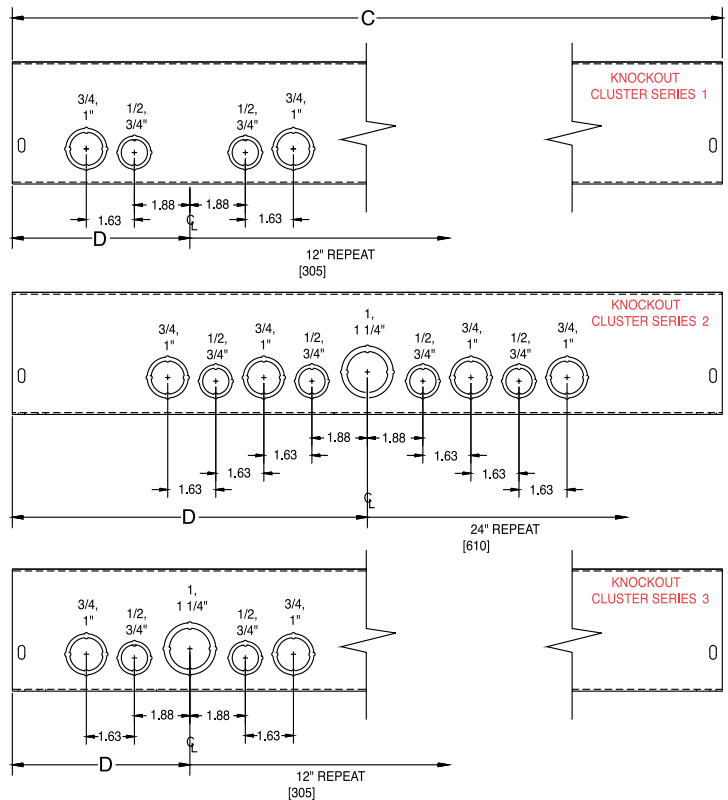 C
KNOCKOUT
CLUSTER SERIES 1
3/4,
1"
1/2,
3/4"
1/2,
3/4"
3/4,
1"
1.63
1.88
1.88
1.63
C
L
D
12" REPEAT
[305]
KNOCKOUT
CLUSTER SERIES 2
3/4,
1"
1/2,
3/4"
3/4,
1"
1/2,
3/4"
1,
1 1/4"
1/2,
3/4"
3/4,
1"
1/2,
3/4"
3/4,
1"
1.88
1.88
1.63
1.63
1.63
1.63
C
L
D
24" REPEAT
[610]
KNOCKOUT
CLUSTER SERIES 3
3/4,
1"
1/2,
3/4"
1,
1 1/4"
1/2,
3/4"
3/4,
1"
1.88
1.88
1.63
1.63
C
L
D
12" REPEAT
[305]